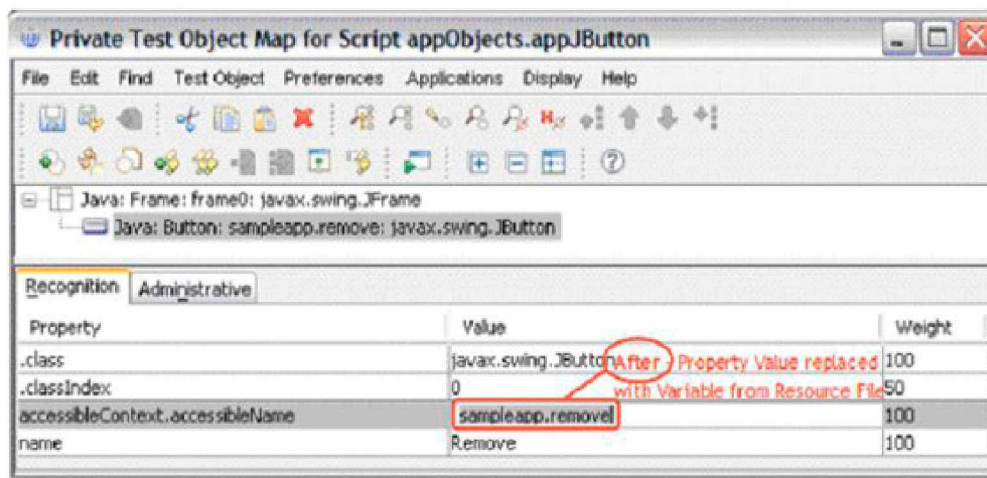 Private Test Object Map for Script appObjects.appJButton
File Edit Find Test Object Preferences Applications Display Help
Java: Frame: frame0: javax.swing.JFrame
Java: Button: sampleapp.remove: javax.swing.JButton
Recognition Administrative
Property Value Weight
.class javax.swing.JButton After - Property Value replaced 100
.classIndex 0 with Variable from Resource File 50
accessibleContext.accessibleName sampleapp.remove 100
name Remove 100